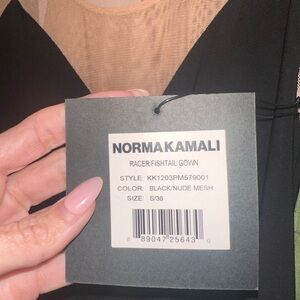 NORMA KAMALI
RACER FISHTAIL GOWN
STYLE: KK1203PM579001
COLOR: BLACK/NUDE MESH
SIZE: S/36
8 89047 25643 0